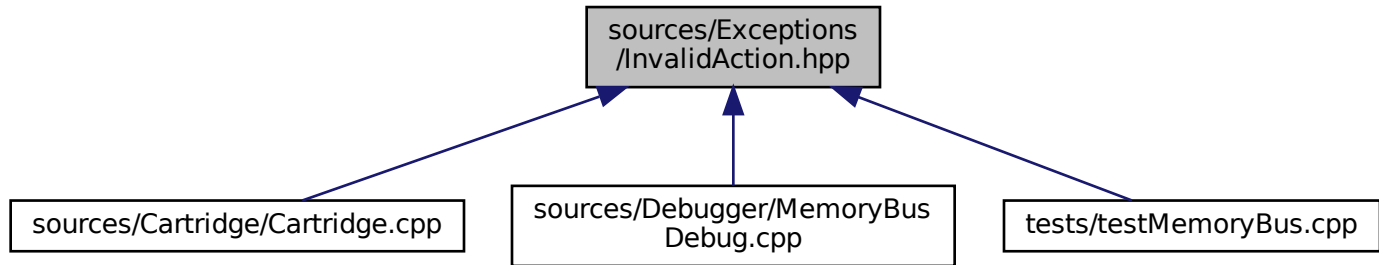 sources/Exceptions
/InvalidAction.hpp
sources/Cartridge/Cartridge.cpp
sources/Debugger/MemoryBus
Debug.cpp
tests/testMemoryBus.cpp